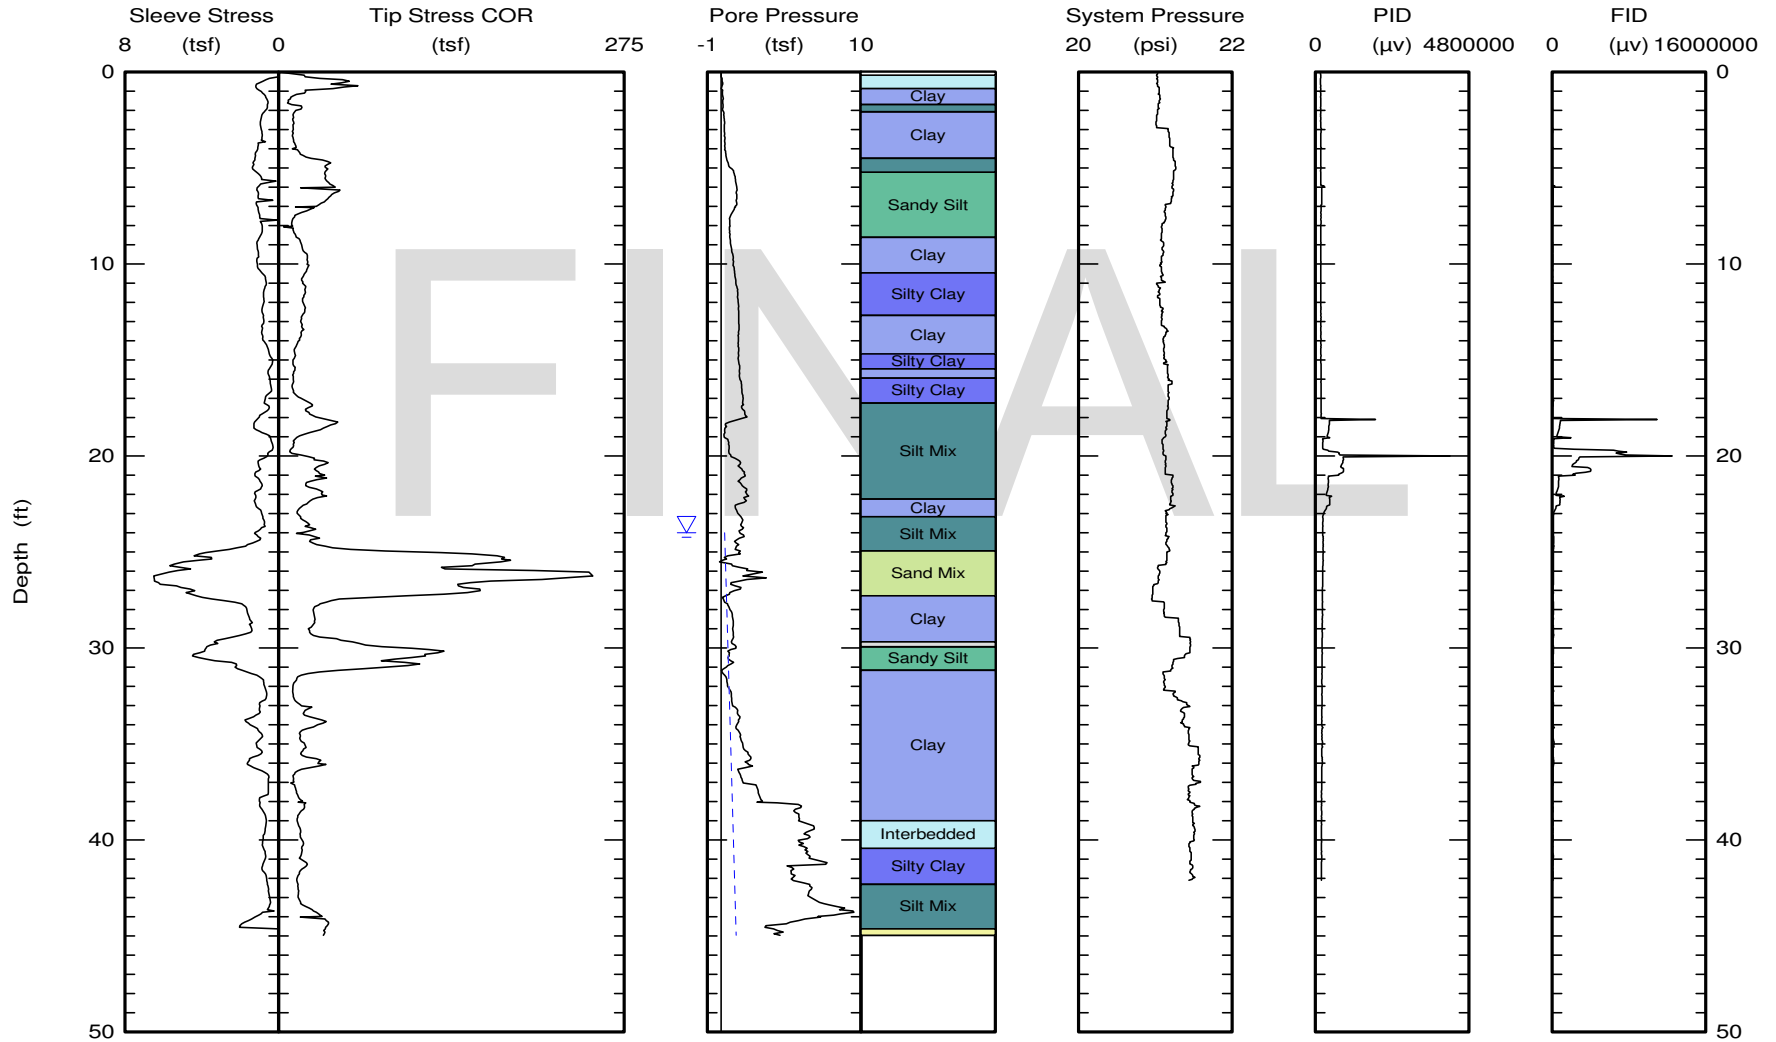 Sleeve Stress Tip Stress COR Pore Pressure System Pressure PID FID
8 (tsf) 0 (tsf) 275 -1 (tsf) 10 20 (psi) 22 0 (μv) 4800000 0 (μv) 16000000
0 0
Clay
Clay
Sandy Silt
Clay
10 10
Silty Clay
Clay
Silty Clay
Silty Clay
FINAL
Silt Mix
20 20
Clay
Silt Mix
Sand Mix
Depth (ft)
Clay
30 30
Sandy Silt
Clay
Interbedded
40 40
Silty Clay
Silt Mix
50 50